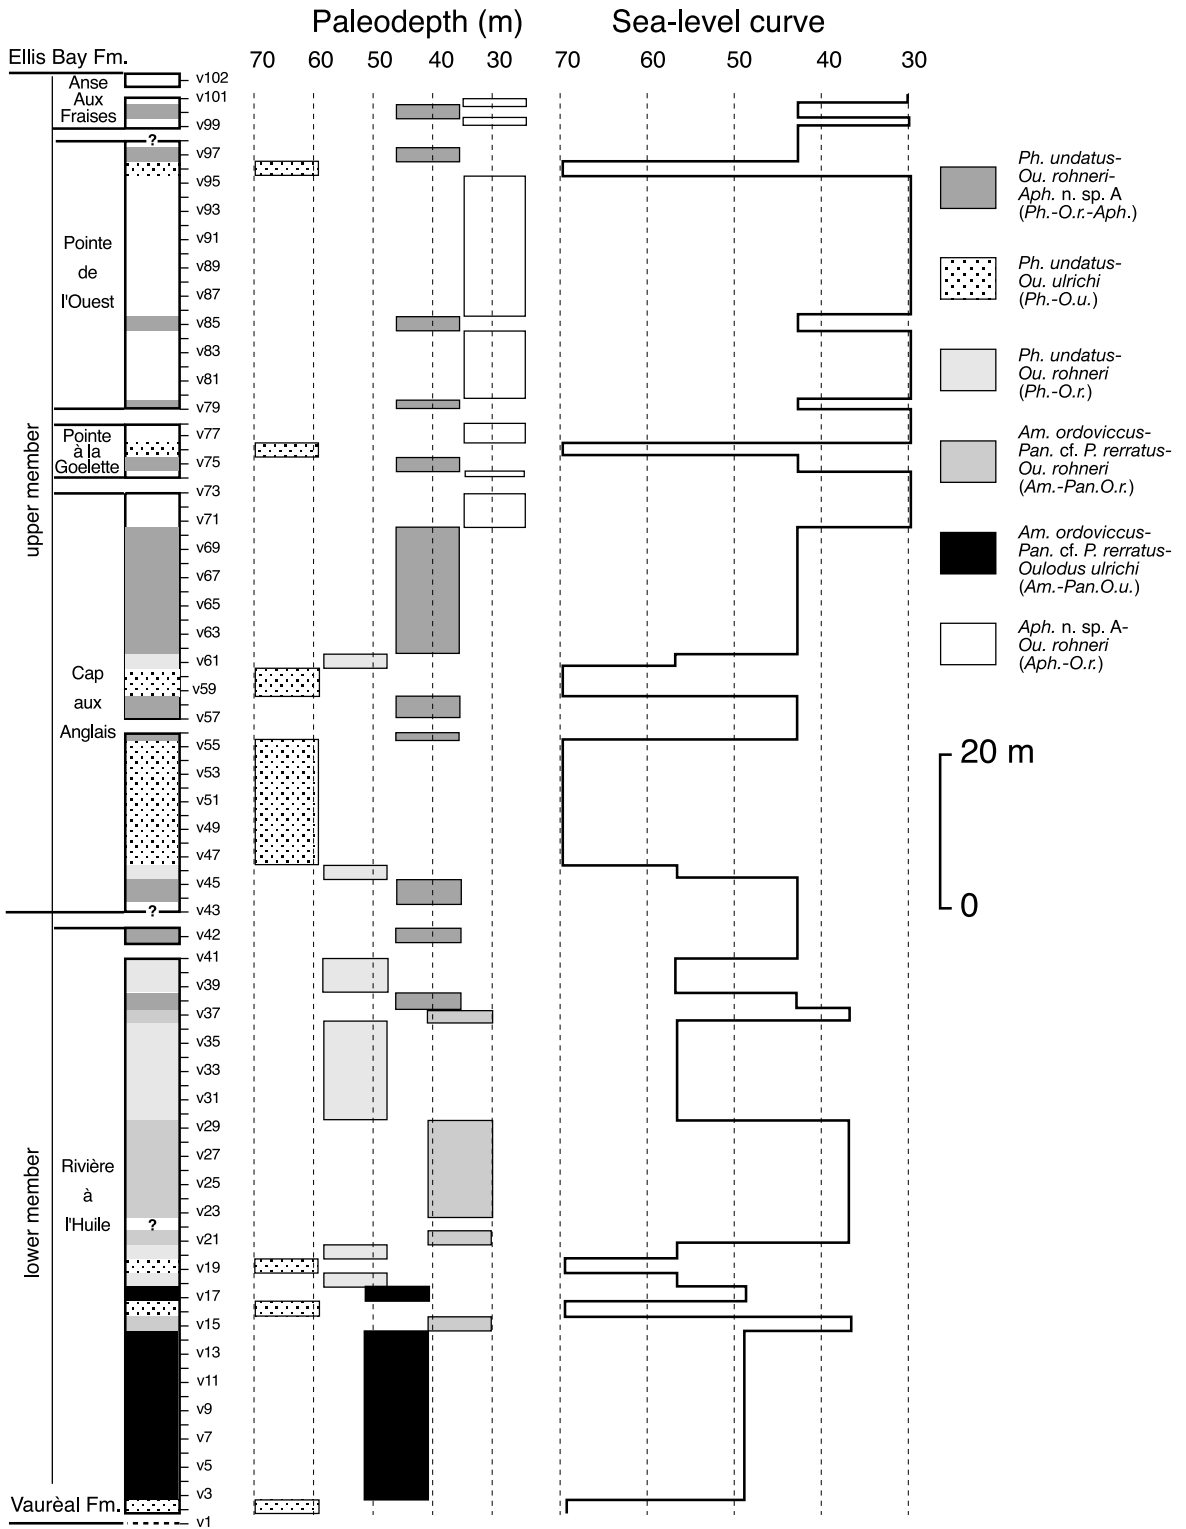 Paleodepth (m)
Sea-level curve
Ellis Bay Fm.
70 60 50 40 30
70 60 50 40 30
upper member
lower member
Anse
Aux
Fraises
?
Pointe
de
l'Ouest
Pointe
à la
Goelette
Cap
aux
Anglais
?
Rivière
à
l'Huile
?
Vaurèal Fm.
v102
v101
v99
v97
v95
v93
v91
v89
v87
v85
v83
v81
v79
v77
v75
v73
v71
v69
v67
v65
v63
v61
v59
v57
v55
v53
v51
v49
v47
v45
v43
v42
v41
v39
v37
v35
v33
v31
v29
v27
v25
v23
v21
v19
v17
v15
v13
v11
v9
v7
v5
v3
v1
Ph. undatus-
Ou. rohneri-
Aph. n. sp. A
(Ph.-O.r.-Aph.)
Ph. undatus-
Ou. ulrichi
(Ph.-O.u.)
Ph. undatus-
Ou. rohneri
(Ph.-O.r.)
Am. ordoviccus-
Pan. cf. P. rerratus-
Ou. rohneri
(Am.-Pan.O.r.)
Am. ordoviccus-
Pan. cf. P. rerratus-
Oulodus ulrichi
(Am.-Pan.O.u.)
Aph. n. sp. A-
Ou. rohneri
(Aph.-O.r.)
20 m
0